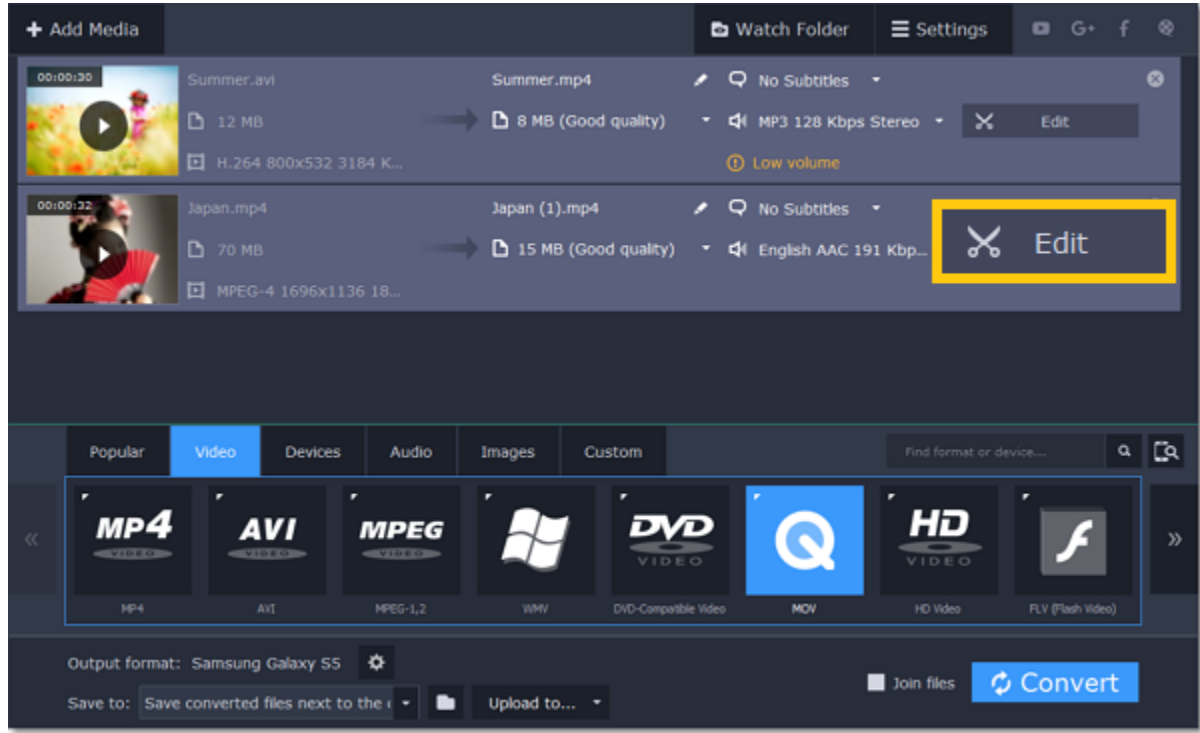 Add Media
Watch Folder
Settings
G+
00:00:30
Summer.avi
Summer.mp4
No Subtitles
12 MB
8 MB (Good quality)
MP3 128 Kbps Stereo
Edit
H.264 800x532 3184 K...
Low volume
00:00:32
Japan.mp4
Japan (1).mp4
No Subtitles
70 MB
15 MB (Good quality)
English AAC 191 Kbp...
Edit
MPEG-4 1696x1136 18...
Popular
Video
Devices
Audio
Images
Custom
Find format or device...
MP4
VIDEO
AVI
VIDEO
MPEG
VIDEO
DVD
VIDEO
HD
VIDEO
MP4
AVI
MPEG-1,2
WMV
DVD-Compatible Video
MOV
HD Video
FLV (Flash Video)
Output format: Samsung Galaxy S5
Join files
Convert
Save to: Save converted files next to the
Upload to...